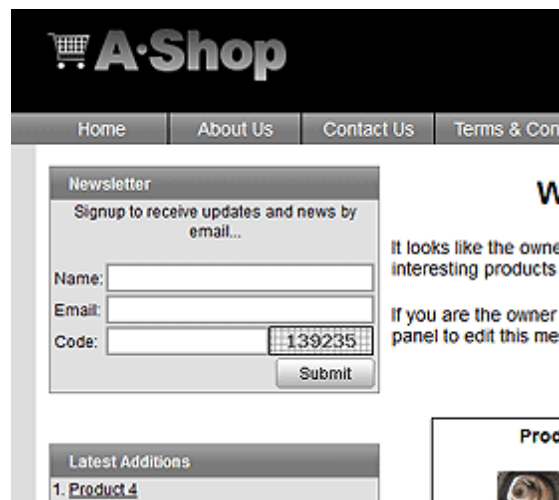 A·Shop
Home About Us Contact Us Terms & Con
Newsletter
Signup to receive updates and news by
email...
Name:
Email:
Code: 139235
Submit
Latest Additions
1. Product 4
W
It looks like the owne
interesting products
If you are the owner
panel to edit this me
Prod